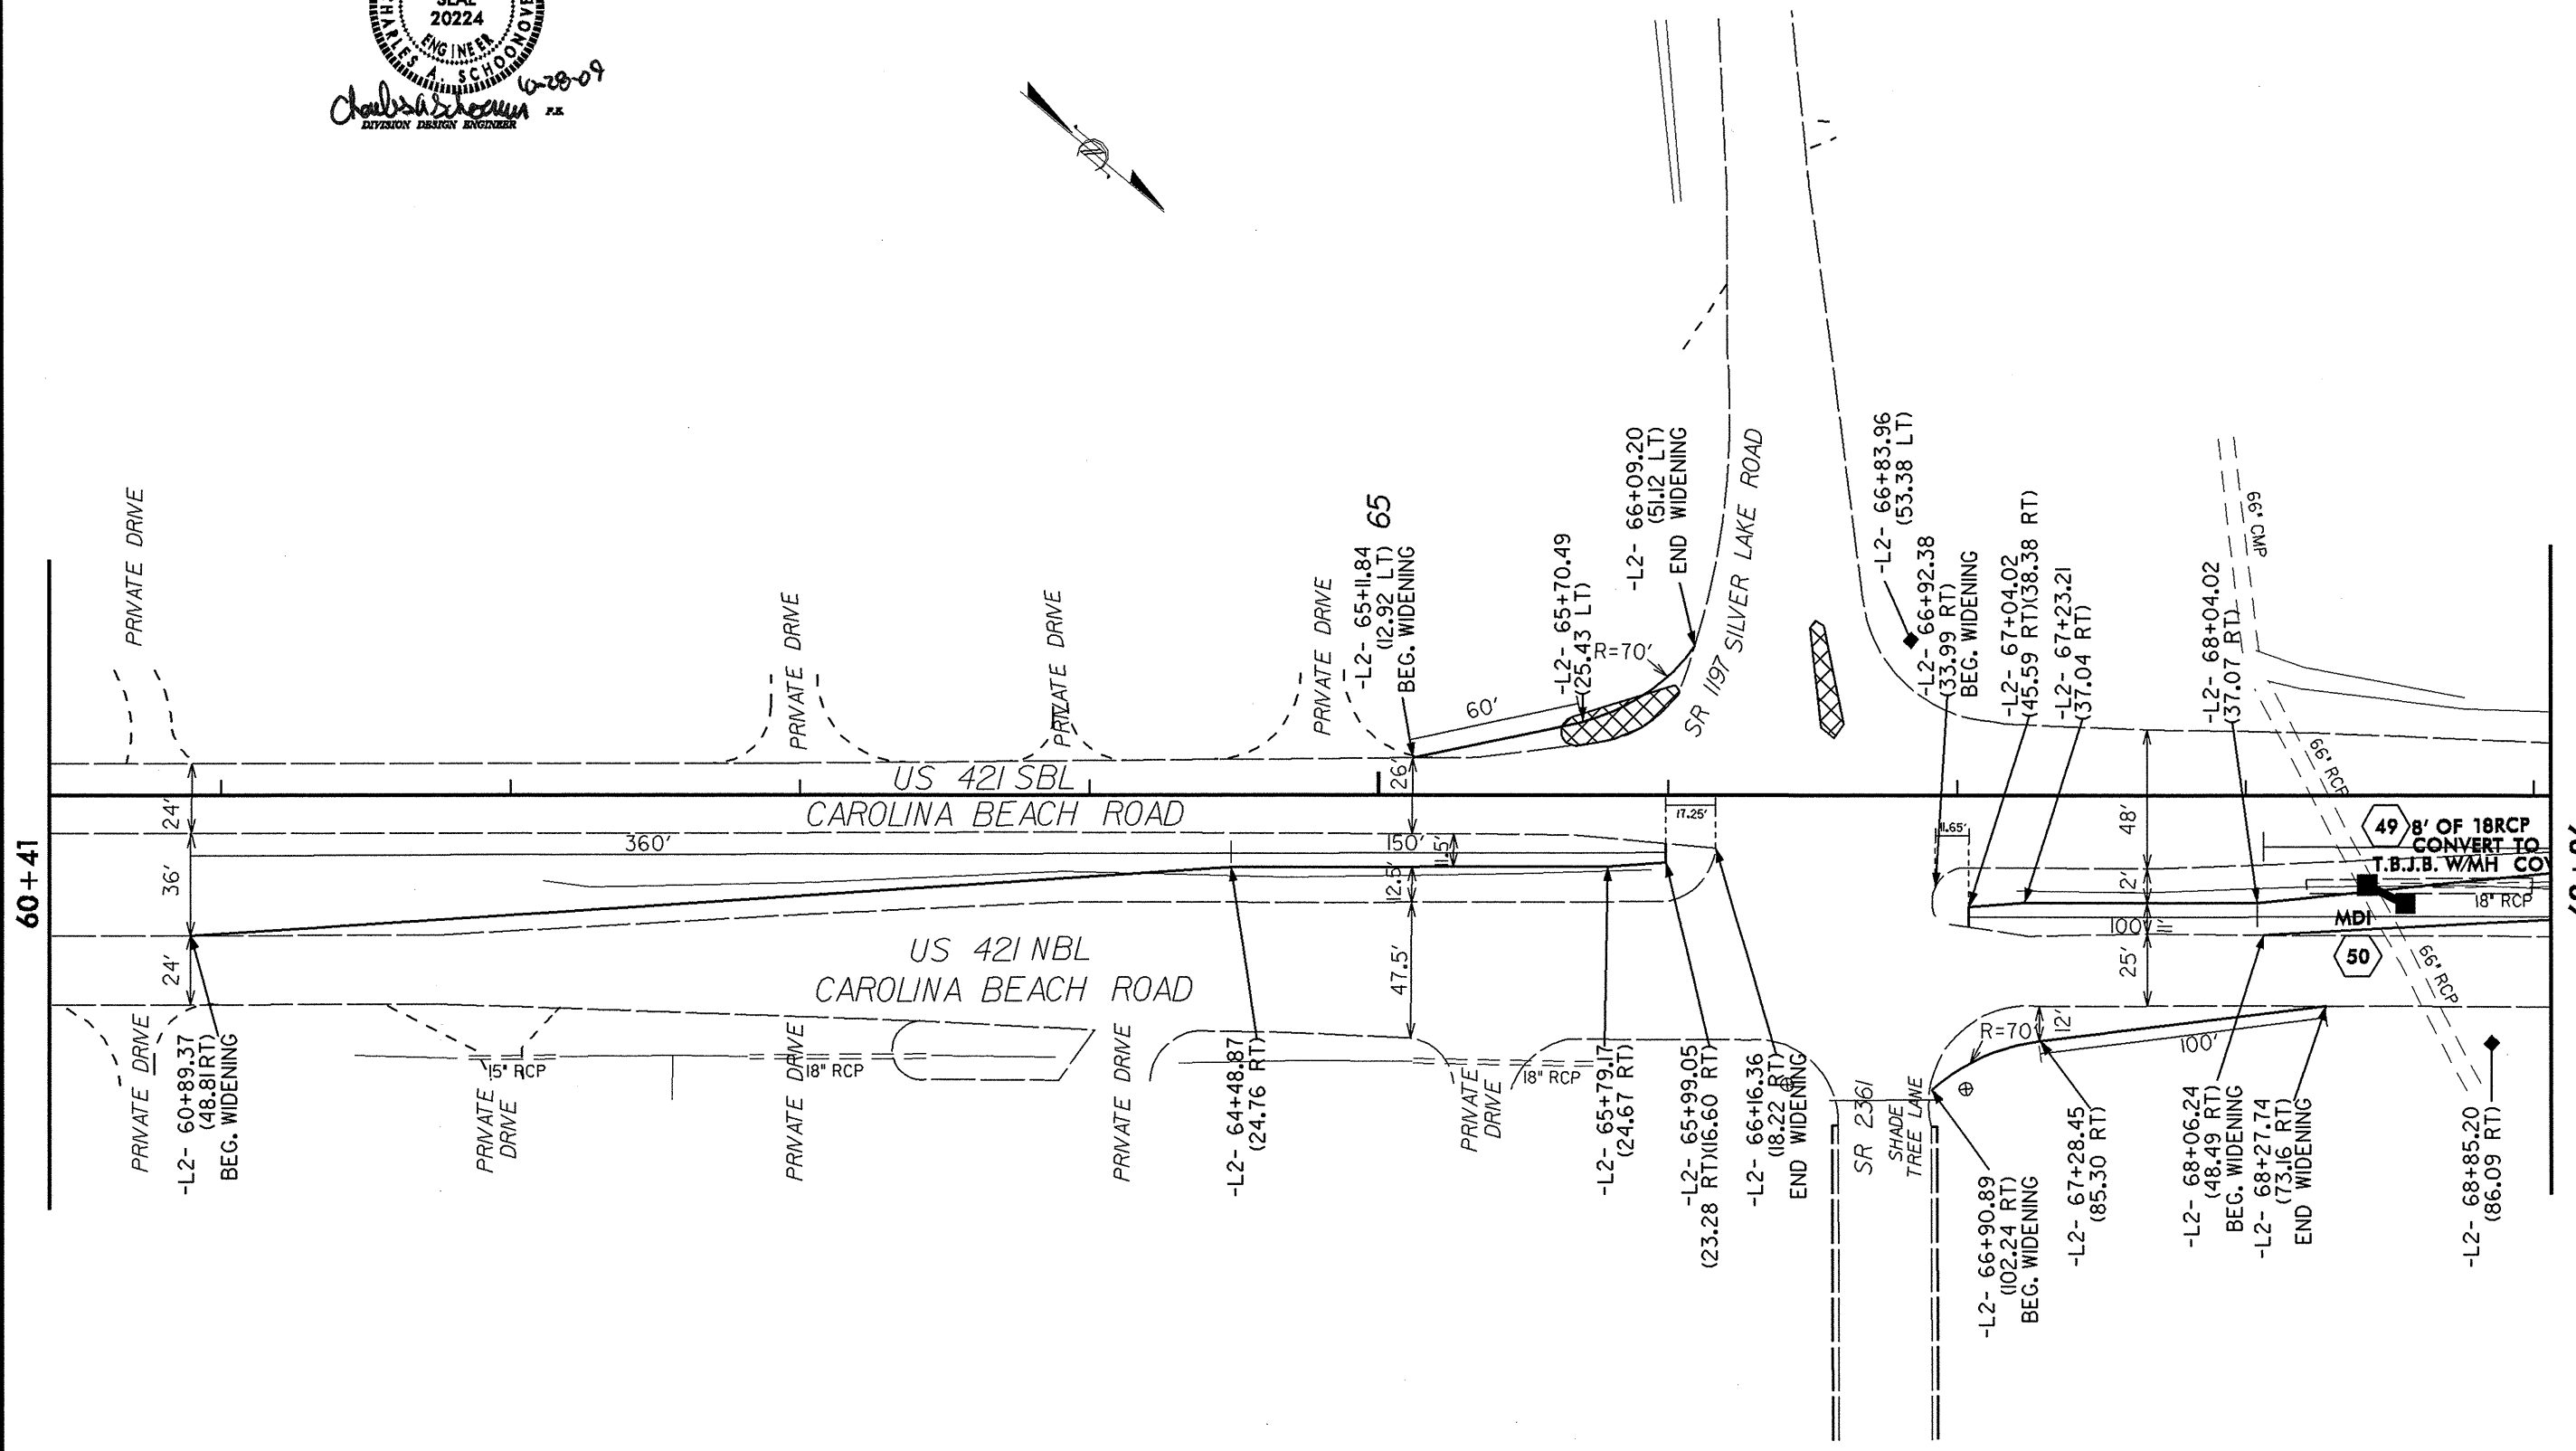 20224
ENGINEER
CHARLES A. SCHOONOVER
10-28-09
P.E.
DIVISION DESIGN ENGINEER
60+41
PRIVATE DRIVE
PRIVATE DRIVE
PRIVATE DRIVE
PRIVATE DRIVE
-L2- 65+11.84
(12.92 LT)
BEG. WIDENING
65
60'
-L2- 65+70.49
(25.43 LT)
R=70'
-L2- 66+09.20
(51.12 LT)
END WIDENING
SR 1197 SILVER LAKE ROAD
-L2- 66+83.96
(53.38 LT)
-L2- 66+92.38
(33.99 RT)
BEG. WIDENING
-L2- 67+04.02
(45.59 RT)(38.38 RT)
-L2- 67+23.21
(37.04 RT)
-L2- 68+04.02
(37.07 RT)
66" CMP
66" RCP
US 421 SBL
CAROLINA BEACH ROAD
24'
36'
24'
360'
26'
150'
11.5'
12.5'
47.5'
17.25'
11.65'
48'
12'
100'
11'
25'
49
8' OF 18RCP
CONVERT TO
T.B.J.B. W/MH COV
18" RCP
MDI
50
66" RCP
US 421 NBL
CAROLINA BEACH ROAD
PRIVATE DRIVE
-L2- 60+89.37
(48.81 RT)
BEG. WIDENING
15" RCP
PRIVATE
DRIVE
PRIVATE DRIVE
18" RCP
PRIVATE DRIVE
-L2- 64+48.87
(24.76 RT)
PRIVATE
DRIVE
18" RCP
-L2- 65+79.17
(24.67 RT)
-L2- 65+99.05
(23.28 RT)(16.60 RT)
-L2- 66+16.36
(18.22 RT)
END WIDENING
SR 2361
SHADE
TREE LANE
R=70'
12'
100'
-L2- 66+90.89
(102.24 RT)
BEG. WIDENING
-L2- 67+28.45
(85.30 RT)
-L2- 68+06.24
(48.49 RT)
BEG. WIDENING
-L2- 68+27.74
(73.16 RT)
END WIDENING
-L2- 68+85.20
(86.09 RT)